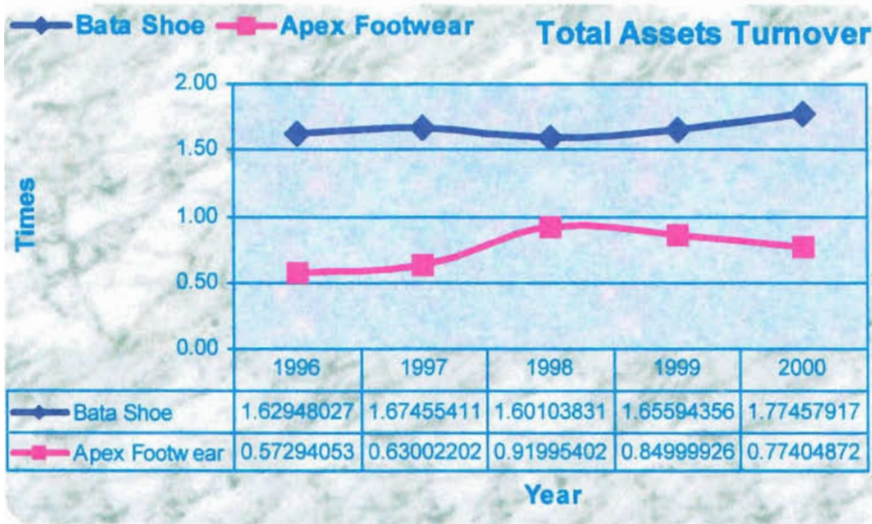 Bata Shoe Apex Footwear Total Assets Turnover
2.00
1.50
1.00
0.50
0.00
Times
1996 1997 1998 1999 2000
Bata Shoe 1.62948027 1.67455411 1.60103831 1.65594356 1.77457917
Apex Footwear 0.57294053 0.63002202 0.91995402 0.84999926 0.77404872
Year